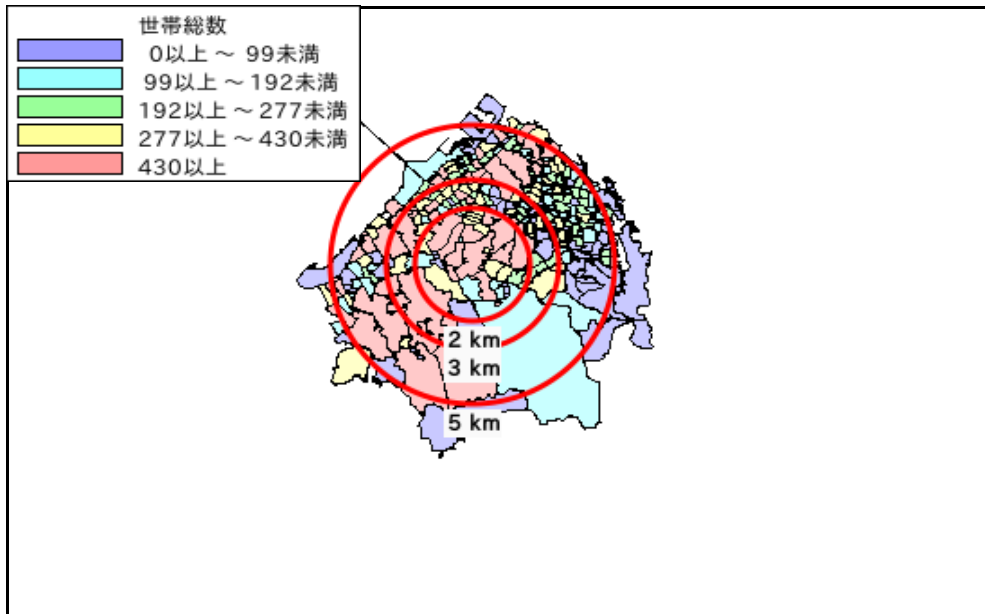 世帯総数
0以上 ～ 99未満
99以上 ～ 192未満
192以上 ～ 277未満
277以上 ～ 430未満
430以上
2 km
3 km
5 km